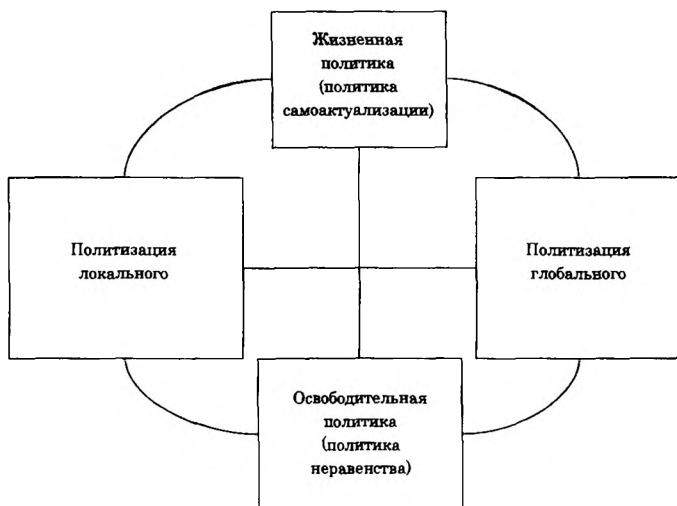 Жизненная
политика
(политика
самоактуализации)
Политизация
локального
Политизация
глобального
Освободительная
политика
(политика
неравенства)